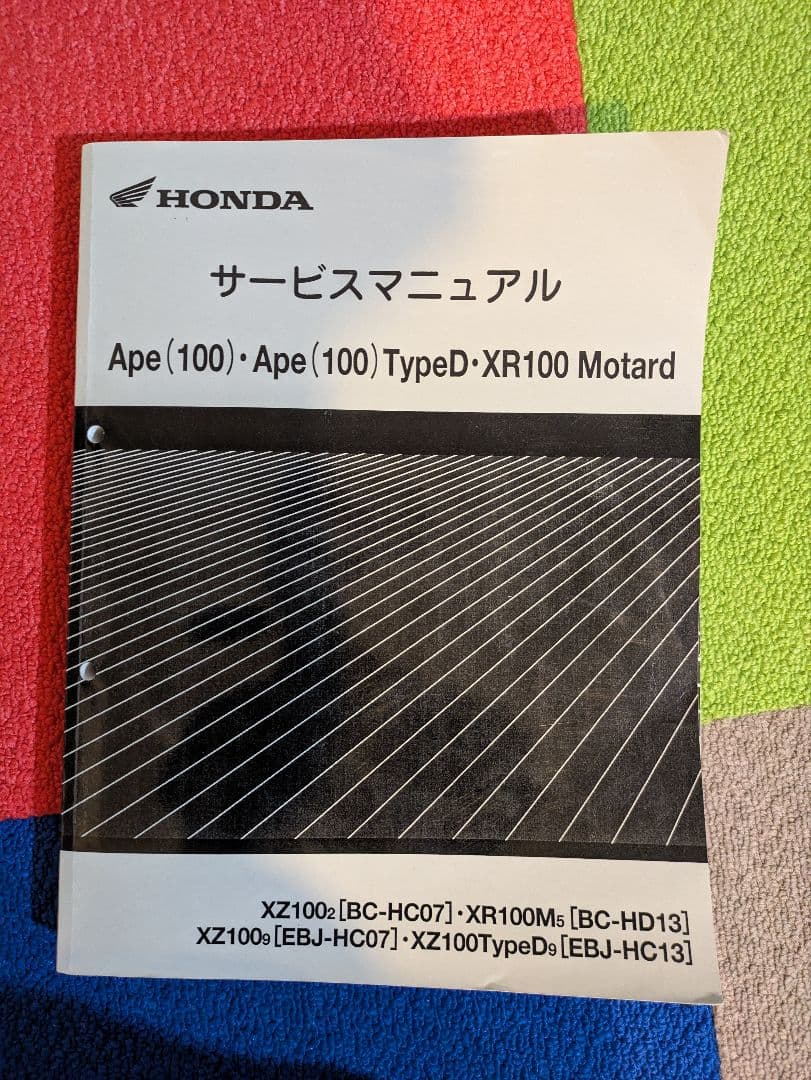 HONDA
サービスマニュアル
Ape(100)・Ape(100)TypeD・XR100 Motard
XZ1002[BC-HC07]・XR100M5[BC-HD13]
XZ1009[EBJ-HC07]・XZ100TypeD9[EBJ-HC13]